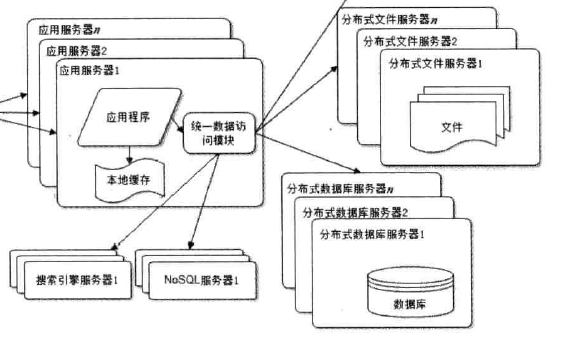 应用服务器n
应用服务器2
应用服务器1
应用程序
统一数据访
问模块
本地缓存
分布式文件服务器n
分布式文件服务器2
分布式文件服务器1
文件
分布式数据库服务器n
分布式数据库服务器2
分布式数据库服务器1
数据库
搜索引擎服务器1
NoSQL服务器1